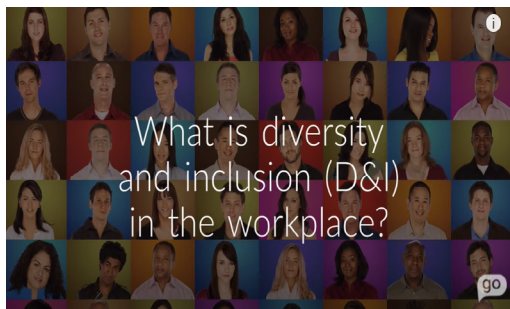 i
What is diversity
and inclusion (D&I)
in the workplace?
go